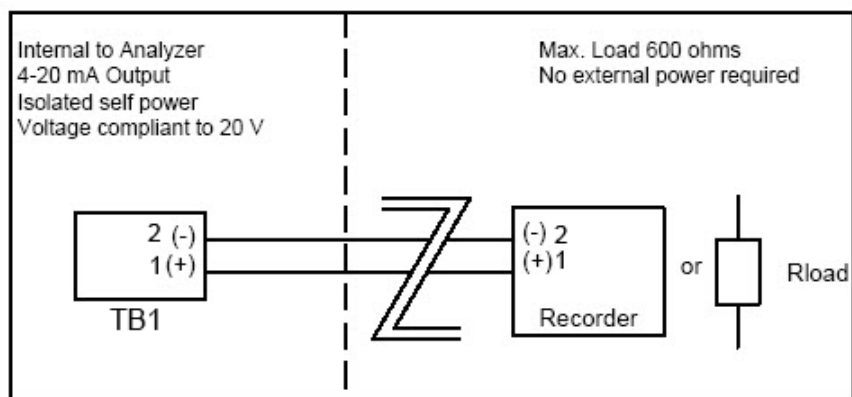 Internal to Analyzer
4-20 mA Output
Isolated self power
Voltage compliant to 20 V
Max. Load 600 ohms
No external power required
2 (-)
1 (+)
TB1
(-) 2
(+) 1
Recorder
or
Rload